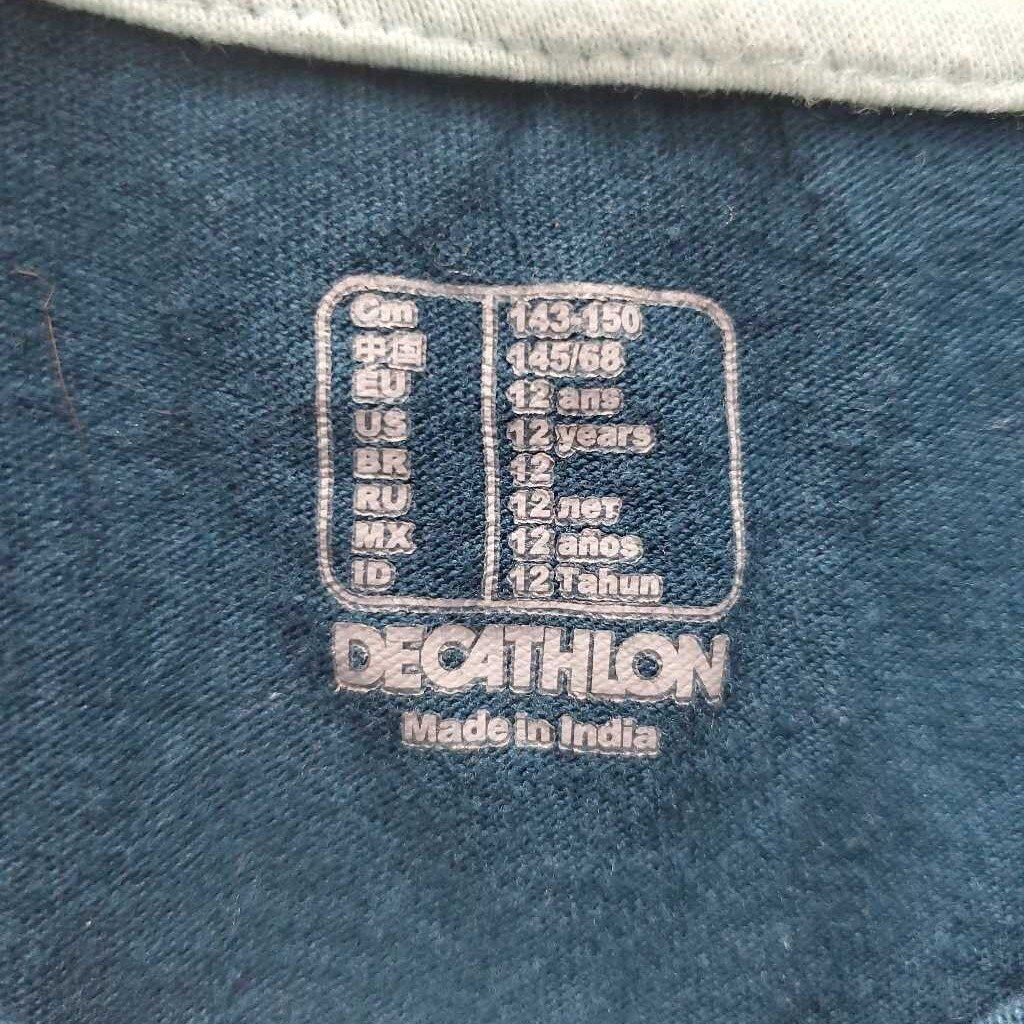 Cm 143-150
中国 145/68
EU 12 ans
US 12 years
BR 12
RU 12 лет
MX 12 años
ID 12 Tahun
DECATHLON
Made in India